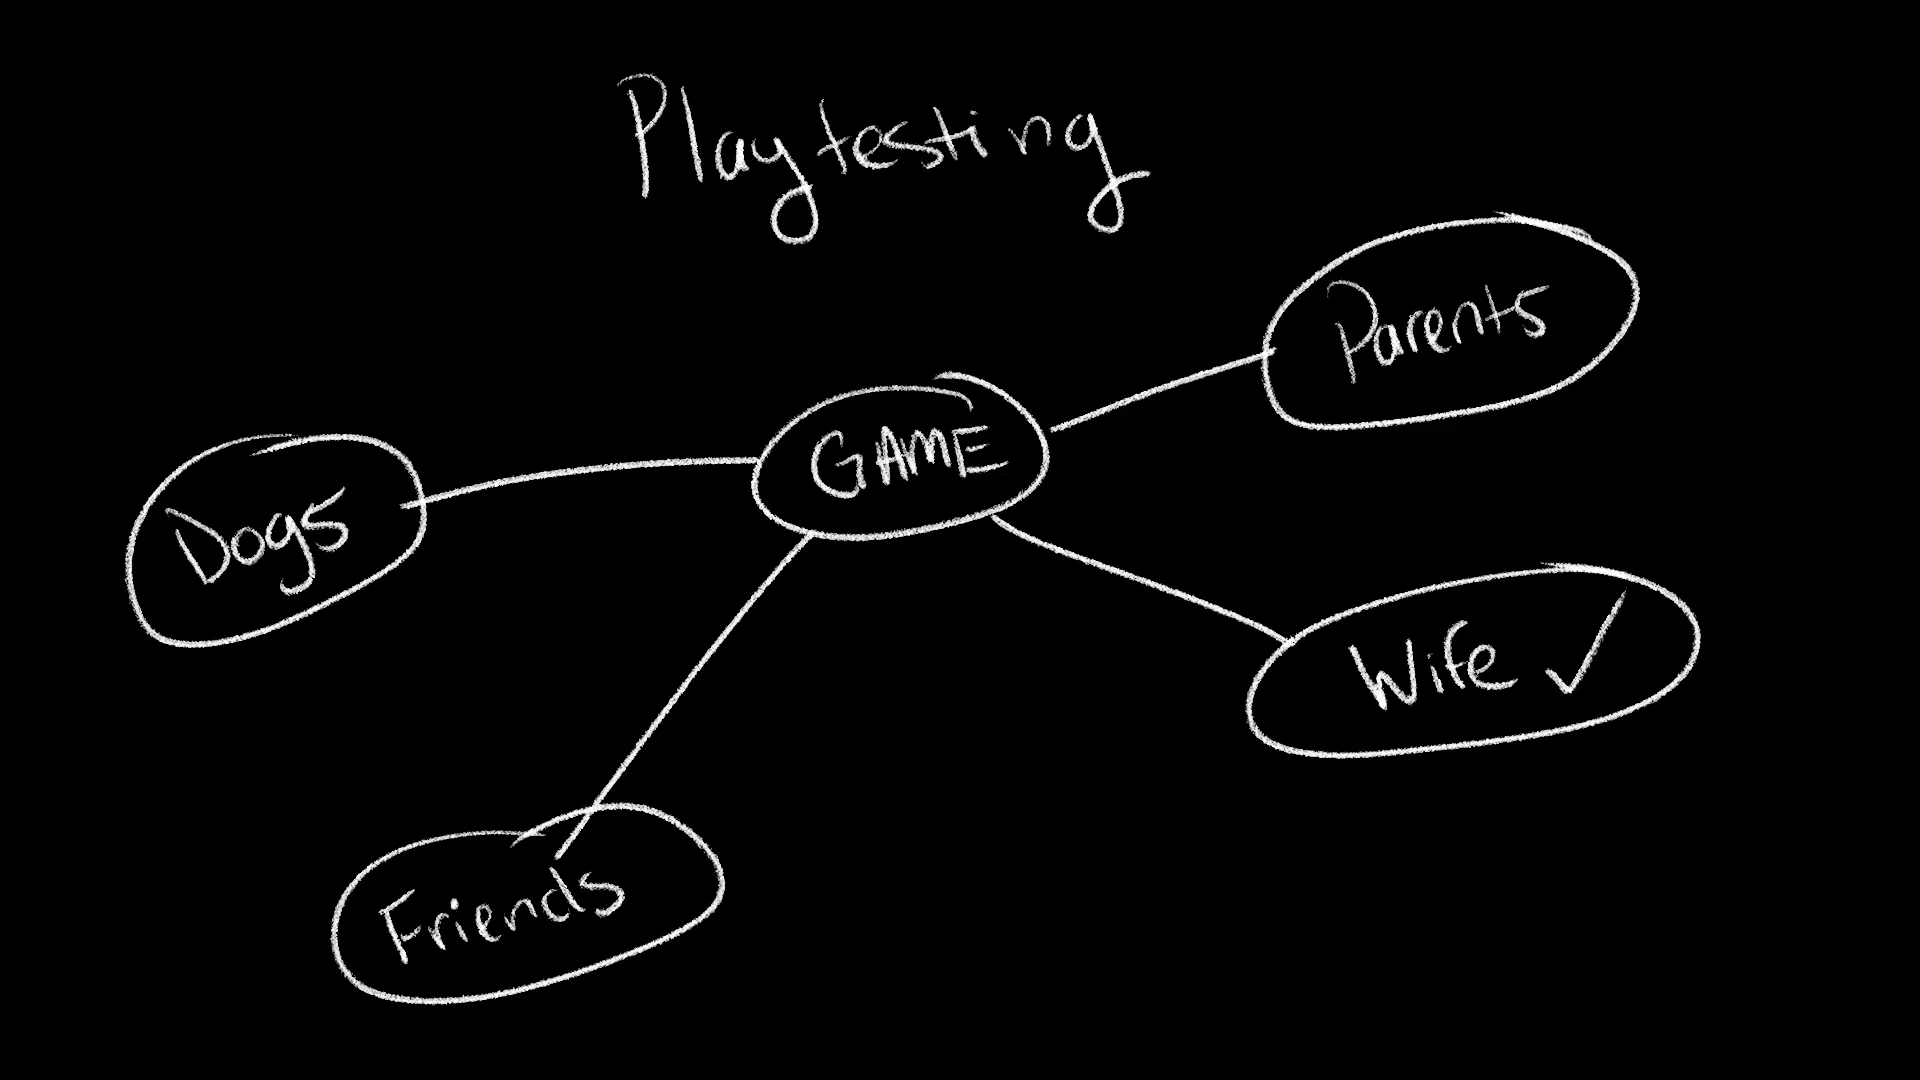 Playtesting
Parents
GAME
Dogs
Wife ✓
Friends